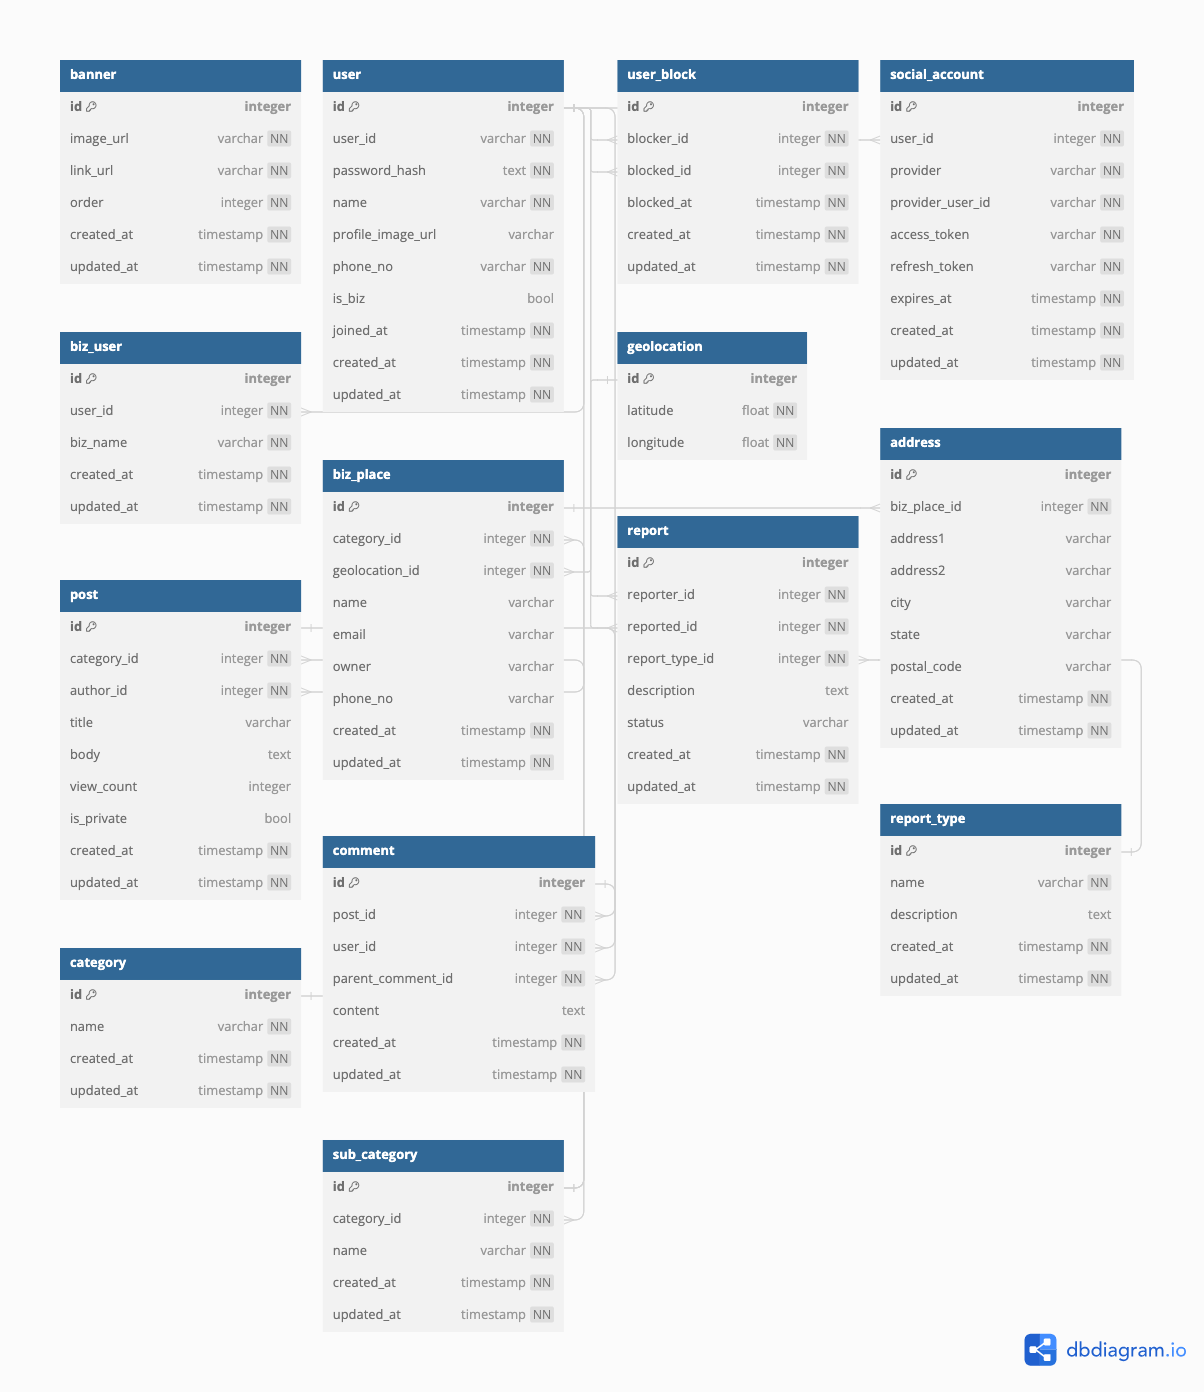 banner
id integer
image_url varchar NN
link_url varchar NN
order integer NN
created_at timestamp NN
updated_at timestamp NN
user
id integer
user_id varchar NN
password_hash text NN
name varchar NN
profile_image_url varchar
phone_no varchar NN
is_biz bool
joined_at timestamp NN
created_at timestamp NN
updated_at timestamp NN
user_block
id integer
blocker_id integer NN
blocked_id integer NN
blocked_at timestamp NN
created_at timestamp NN
updated_at timestamp NN
social_account
id integer
user_id integer NN
provider varchar NN
provider_user_id varchar NN
access_token varchar NN
refresh_token varchar NN
expires_at timestamp NN
created_at timestamp NN
updated_at timestamp NN
biz_user
id integer
user_id integer NN
biz_name varchar NN
created_at timestamp NN
updated_at timestamp NN
geolocation
id integer
latitude float NN
longitude float NN
address
id integer
biz_place_id integer NN
address1 varchar
address2 varchar
city varchar
state varchar
postal_code varchar
created_at timestamp NN
updated_at timestamp NN
biz_place
id integer
category_id integer NN
geolocation_id integer NN
name varchar
email varchar
owner varchar
phone_no varchar
created_at timestamp NN
updated_at timestamp NN
report
id integer
reporter_id integer NN
reported_id integer NN
report_type_id integer NN
description text
status varchar
created_at timestamp NN
updated_at timestamp NN
post
id integer
category_id integer NN
author_id integer NN
title varchar
body text
view_count integer
is_private bool
created_at timestamp NN
updated_at timestamp NN
report_type
id integer
name varchar NN
description text
created_at timestamp NN
updated_at timestamp NN
comment
id integer
post_id integer NN
user_id integer NN
parent_comment_id integer NN
content text
created_at timestamp NN
updated_at timestamp NN
category
id integer
name varchar NN
created_at timestamp NN
updated_at timestamp NN
sub_category
id integer
category_id integer NN
name varchar NN
created_at timestamp NN
updated_at timestamp NN
dbdiagram.io